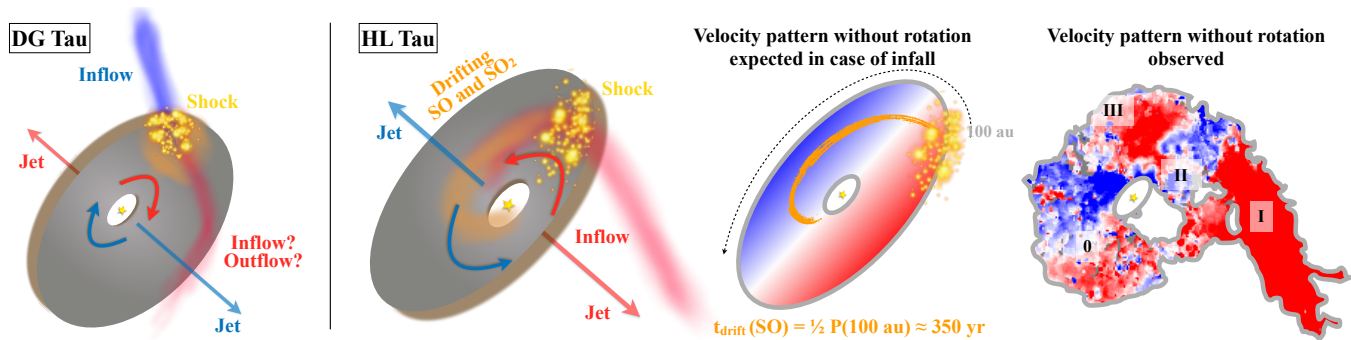 DG Tau
Inflow
Shock
Jet
Inflow?
Outflow?
Jet
HL Tau
Drifting
SO and SO₂
Shock
Jet
Inflow
Jet
Velocity pattern without rotation
expected in case of infall
100 au
t_drift (SO) = ½ P(100 au) ≈ 350 yr
Velocity pattern without rotation
observed
III
II
I
0